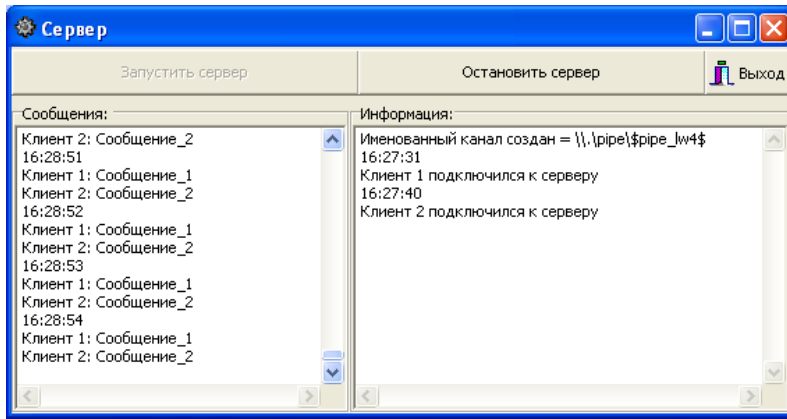 Сервер
Запустить сервер
Остановить сервер
Выход
Сообщения:
Клиент 2: Сообщение_2
16:28:51
Клиент 1: Сообщение_1
Клиент 2: Сообщение_2
16:28:52
Клиент 1: Сообщение_1
Клиент 2: Сообщение_2
16:28:53
Клиент 1: Сообщение_1
Клиент 2: Сообщение_2
16:28:54
Клиент 1: Сообщение_1
Клиент 2: Сообщение_2
Информация:
Именованный канал создан = \\.\pipe\$pipe_lw4$
16:27:31
Клиент 1 подключился к серверу
16:27:40
Клиент 2 подключился к серверу